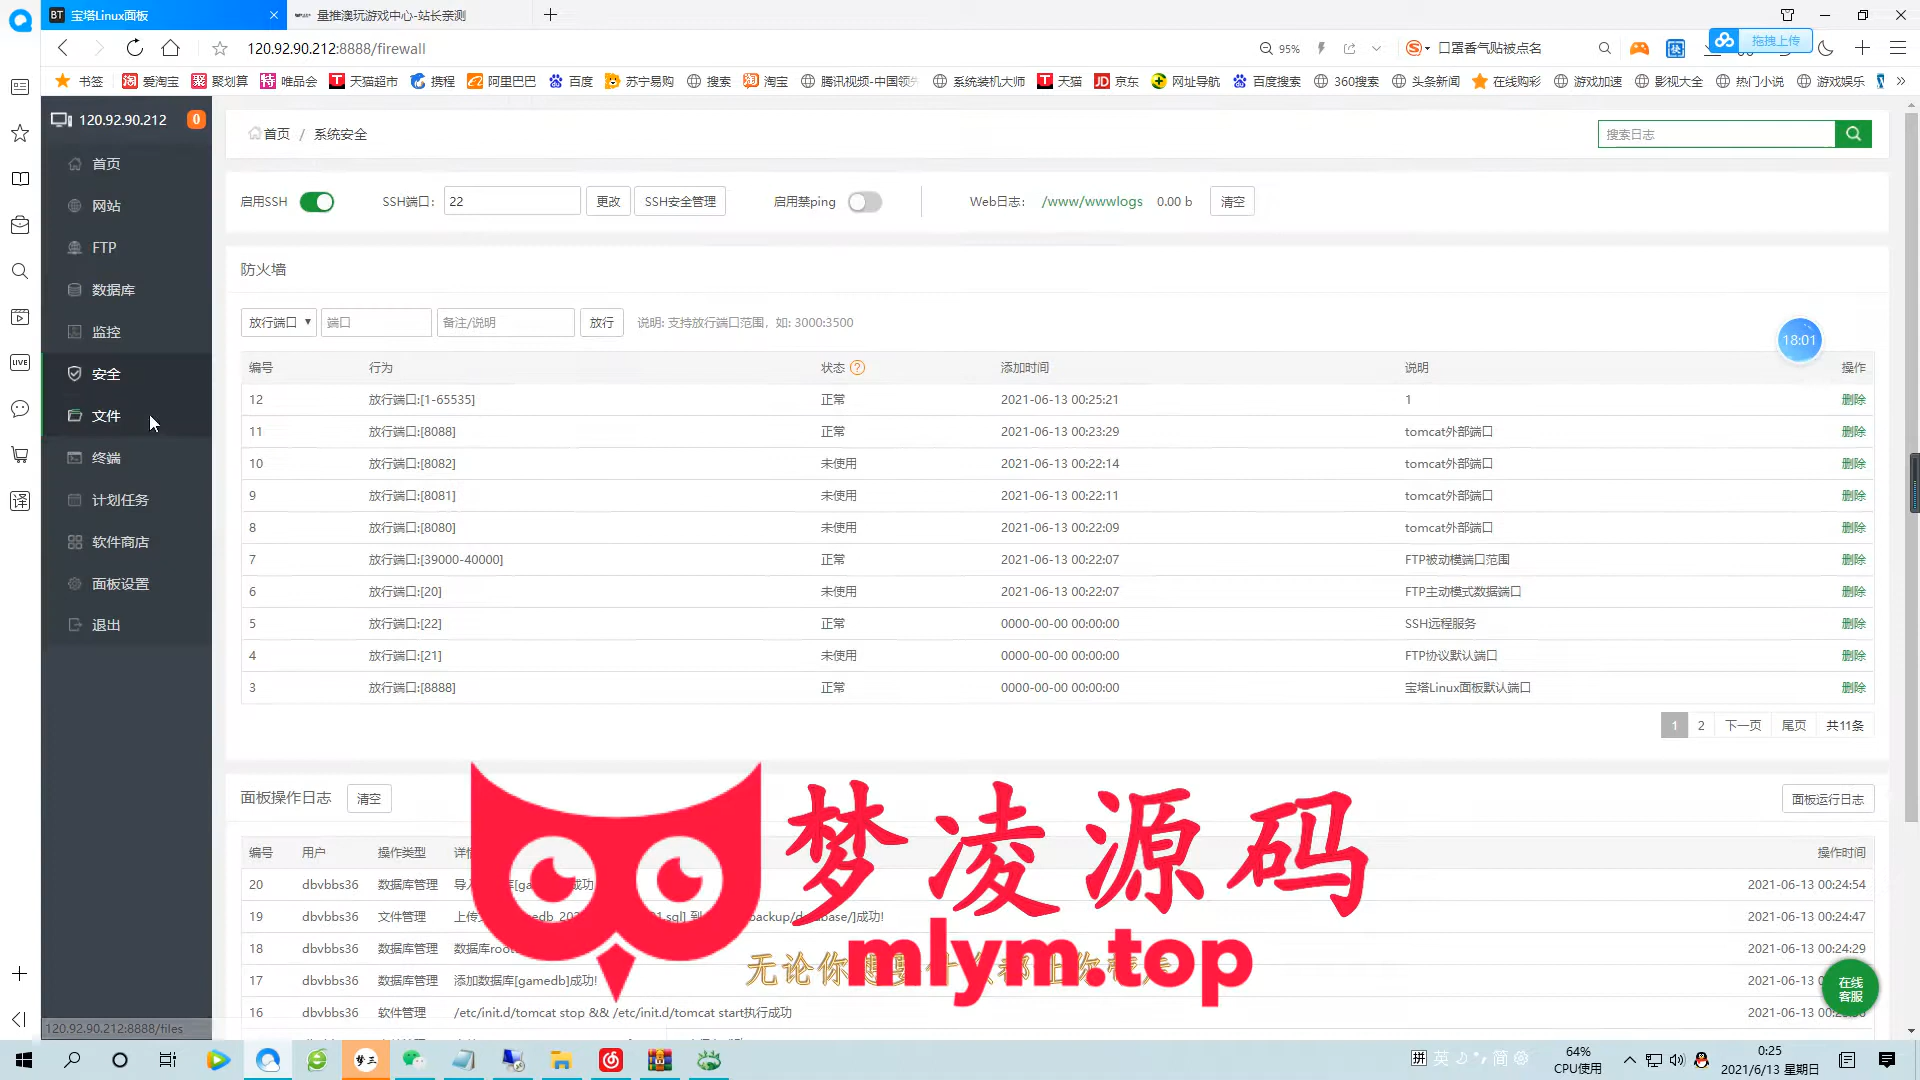 宝塔Linux面板
量推澳玩游戏中心-站长亲测
120.92.90.212:8888/firewall
95%
口罩香气贴被点名
拖拽上传
书签 爱淘宝 聚划算 唯品会 天猫超市 携程 阿里巴巴 百度 苏宁易购 搜索 淘宝 腾讯视频-中国领先 系统装机大师 天猫 京东 网址导航 百度搜索 360搜索 头条新闻 在线购彩 游戏加速 影视大全 热门小说 游戏娱乐
120.92.90.212 0
首页
网站
FTP
数据库
监控
安全
文件
终端
计划任务
软件商店
面板设置
退出
首页 / 系统安全
搜索日志
启用SSH SSH端口: 22 更改 SSH安全管理 启用禁ping Web日志: /www/wwwlogs 0.00 b 清空
防火墙
放行端口 端口 备注/说明 放行 说明: 支持放行端口范围，如: 3000:3500
18:01
编号 行为 状态 添加时间 说明 操作
12 放行端口:[1-65535] 正常 2021-06-13 00:25:21 1 删除
11 放行端口:[8088] 正常 2021-06-13 00:23:29 tomcat外部端口 删除
10 放行端口:[8082] 未使用 2021-06-13 00:22:14 tomcat外部端口 删除
9 放行端口:[8081] 未使用 2021-06-13 00:22:11 tomcat外部端口 删除
8 放行端口:[8080] 未使用 2021-06-13 00:22:09 tomcat外部端口 删除
7 放行端口:[39000-40000] 正常 2021-06-13 00:22:07 FTP被动模端口范围 删除
6 放行端口:[20] 未使用 2021-06-13 00:22:07 FTP主动模式数据端口 删除
5 放行端口:[22] 正常 0000-00-00 00:00:00 SSH远程服务 删除
4 放行端口:[21] 未使用 0000-00-00 00:00:00 FTP协议默认端口 删除
3 放行端口:[8888] 正常 0000-00-00 00:00:00 宝塔Linux面板默认端口 删除
1 2 下一页 尾页 共11条
面板操作日志 清空 面板运行日志
编号 用户 操作类型 操作时间
20 dbvbbs36 数据库管理 成功 2021-06-13 00:24:54
19 dbvbbs36 文件管理 2021-06-13 00:24:47
18 dbvbbs36 数据库管理 2021-06-13 00:24:29
17 dbvbbs36 数据库管理 添加数据库[gamedb]成功!
16 dbvbbs36 软件管理 /etc/init.d/tomcat stop && /etc/init.d/tomcat start执行成功
梦凌源码
mlym.top
无论你
在线客服
120.92.90.212:8888/files
英 简
64%
CPU使用
0:25
2021/6/13 星期日